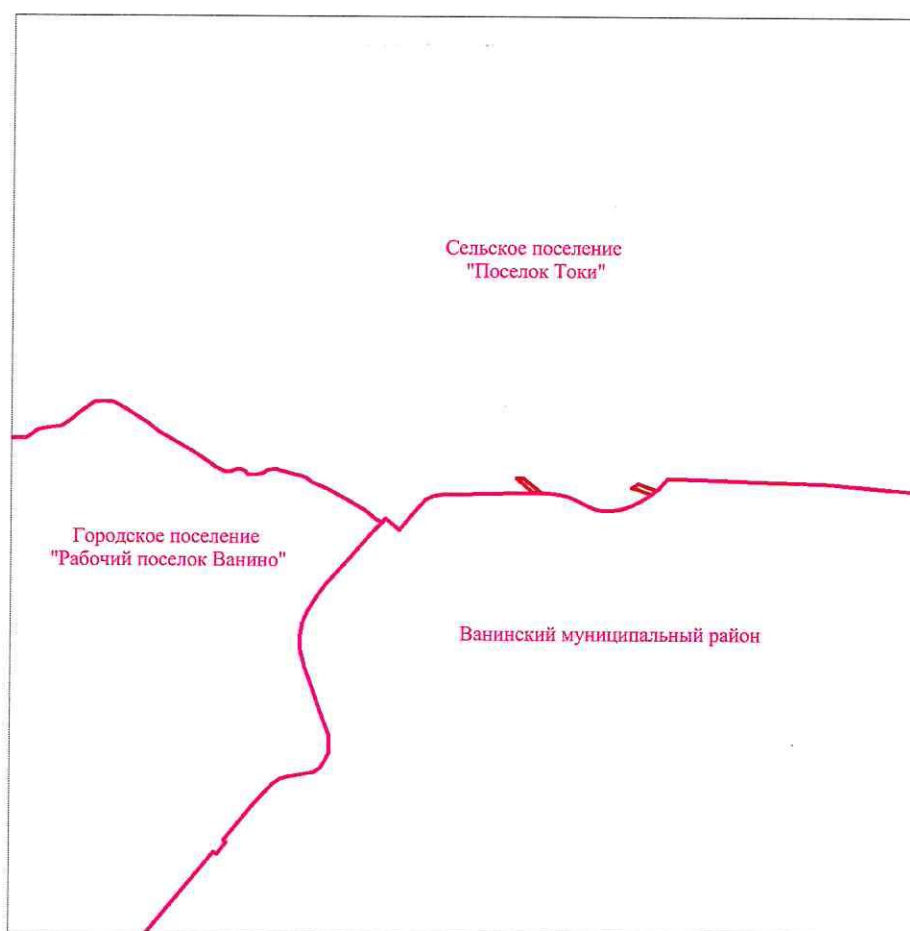 Сельское поселение
"Поселок Токи"
Городское поселение
"Рабочий поселок Ванино"
Ванинский муниципальный район